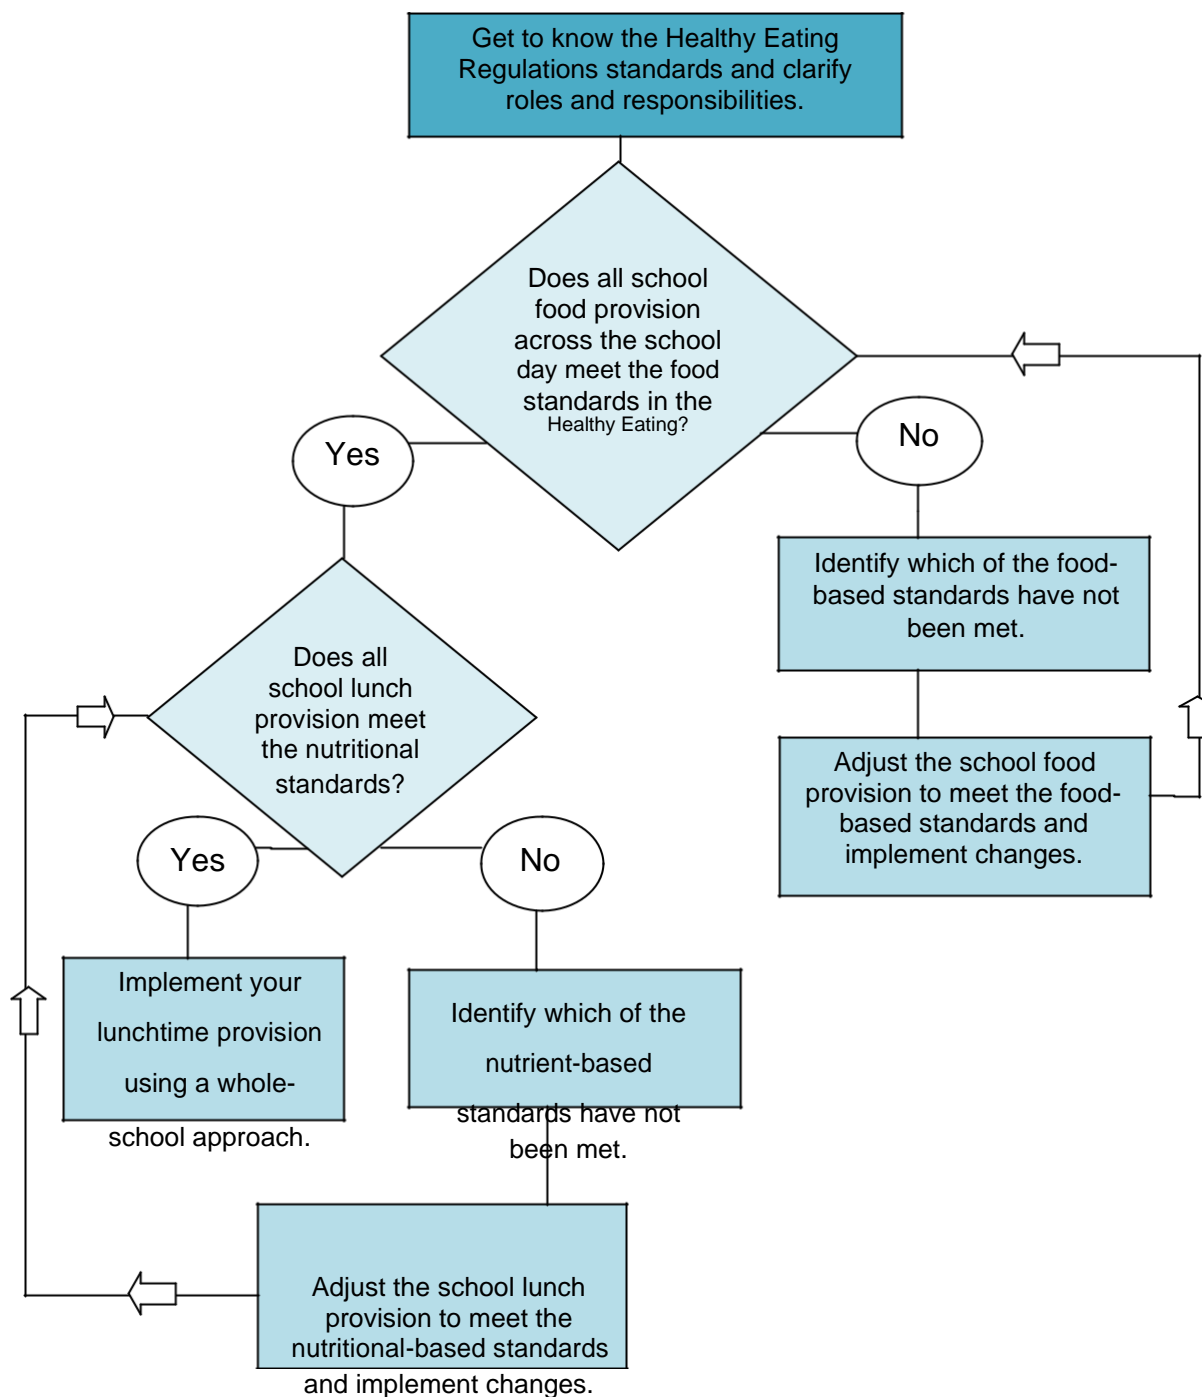 Get to know the Healthy Eating
Regulations standards and clarify
roles and responsibilities.
Does all school
food provision
across the school
day meet the food
standards in the
Healthy Eating?
Yes
No
Identify which of the food-
based standards have not
been met.
Does all
school lunch
provision meet
the nutritional
standards?
Adjust the school food
provision to meet the food-
based standards and
implement changes.
Yes
No
Implement your
lunchtime provision
using a whole-
school approach.
Identify which of the
nutrient-based
standards have not
been met.
Adjust the school lunch
provision to meet the
nutritional-based standards
and implement changes.